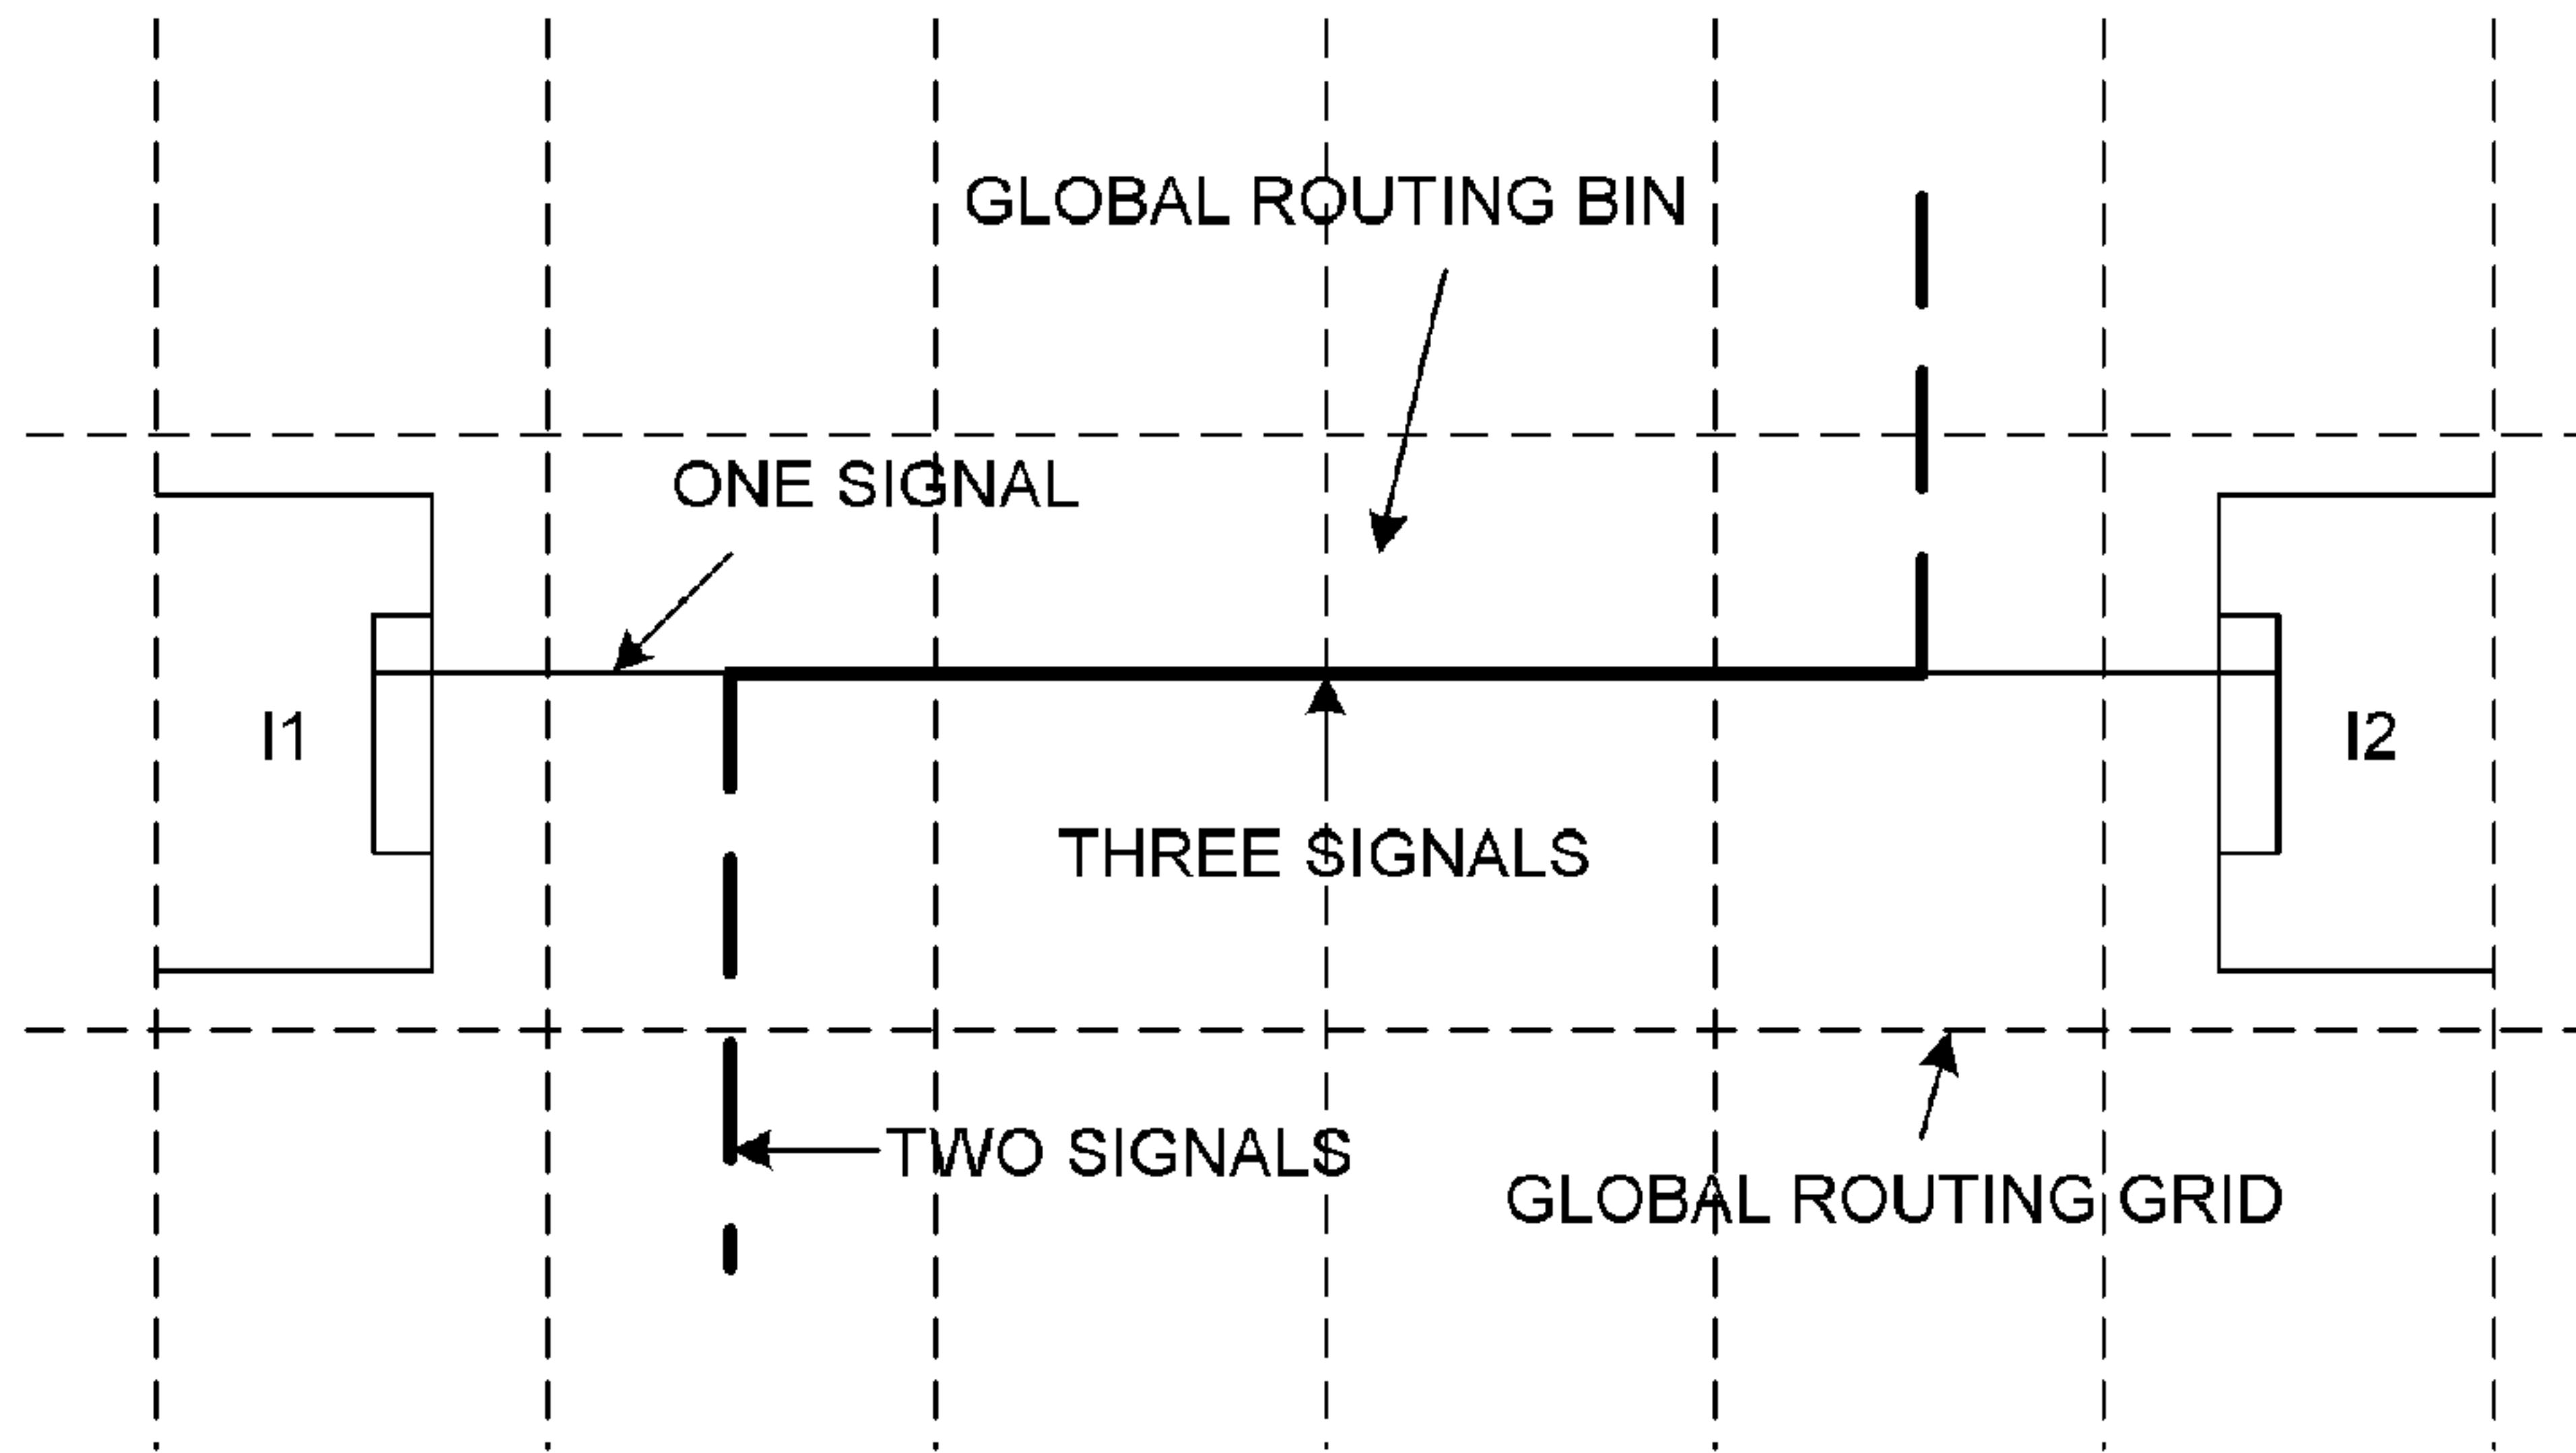 GLOBAL ROUTING BIN
ONE SIGNAL
I1
I2
THREE SIGNALS
TWO SIGNALS
GLOBAL ROUTING GRID